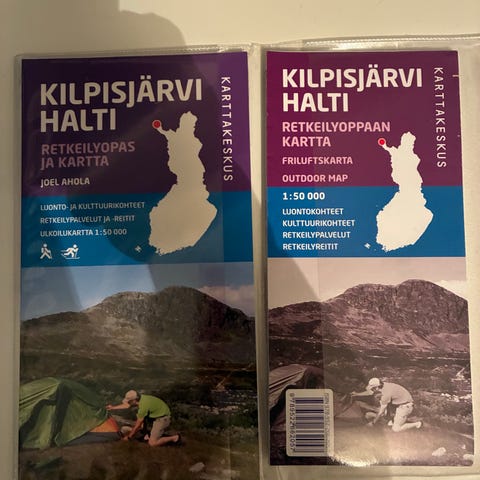 KILPISJÄRVI
HALTI
RETKEILYOPAS
JA KARTTA
JOEL AHOLA
LUONTO- JA KULTTUURIKOHTEET
RETKEILYPALVELUT JA -REITIT
ULKOILUKARTTA 1:50 000
KARTTAKESKUS
KILPISJÄRVI
HALTI
RETKEILYOPPAAN
KARTTA
FRILUFTSKARTA
OUTDOOR MAP
1:50 000
LUONTOKOHTEET
KULTTUURIKOHTEET
RETKEILYPALVELUT
RETKEILYREITIT
KARTTAKESKUS